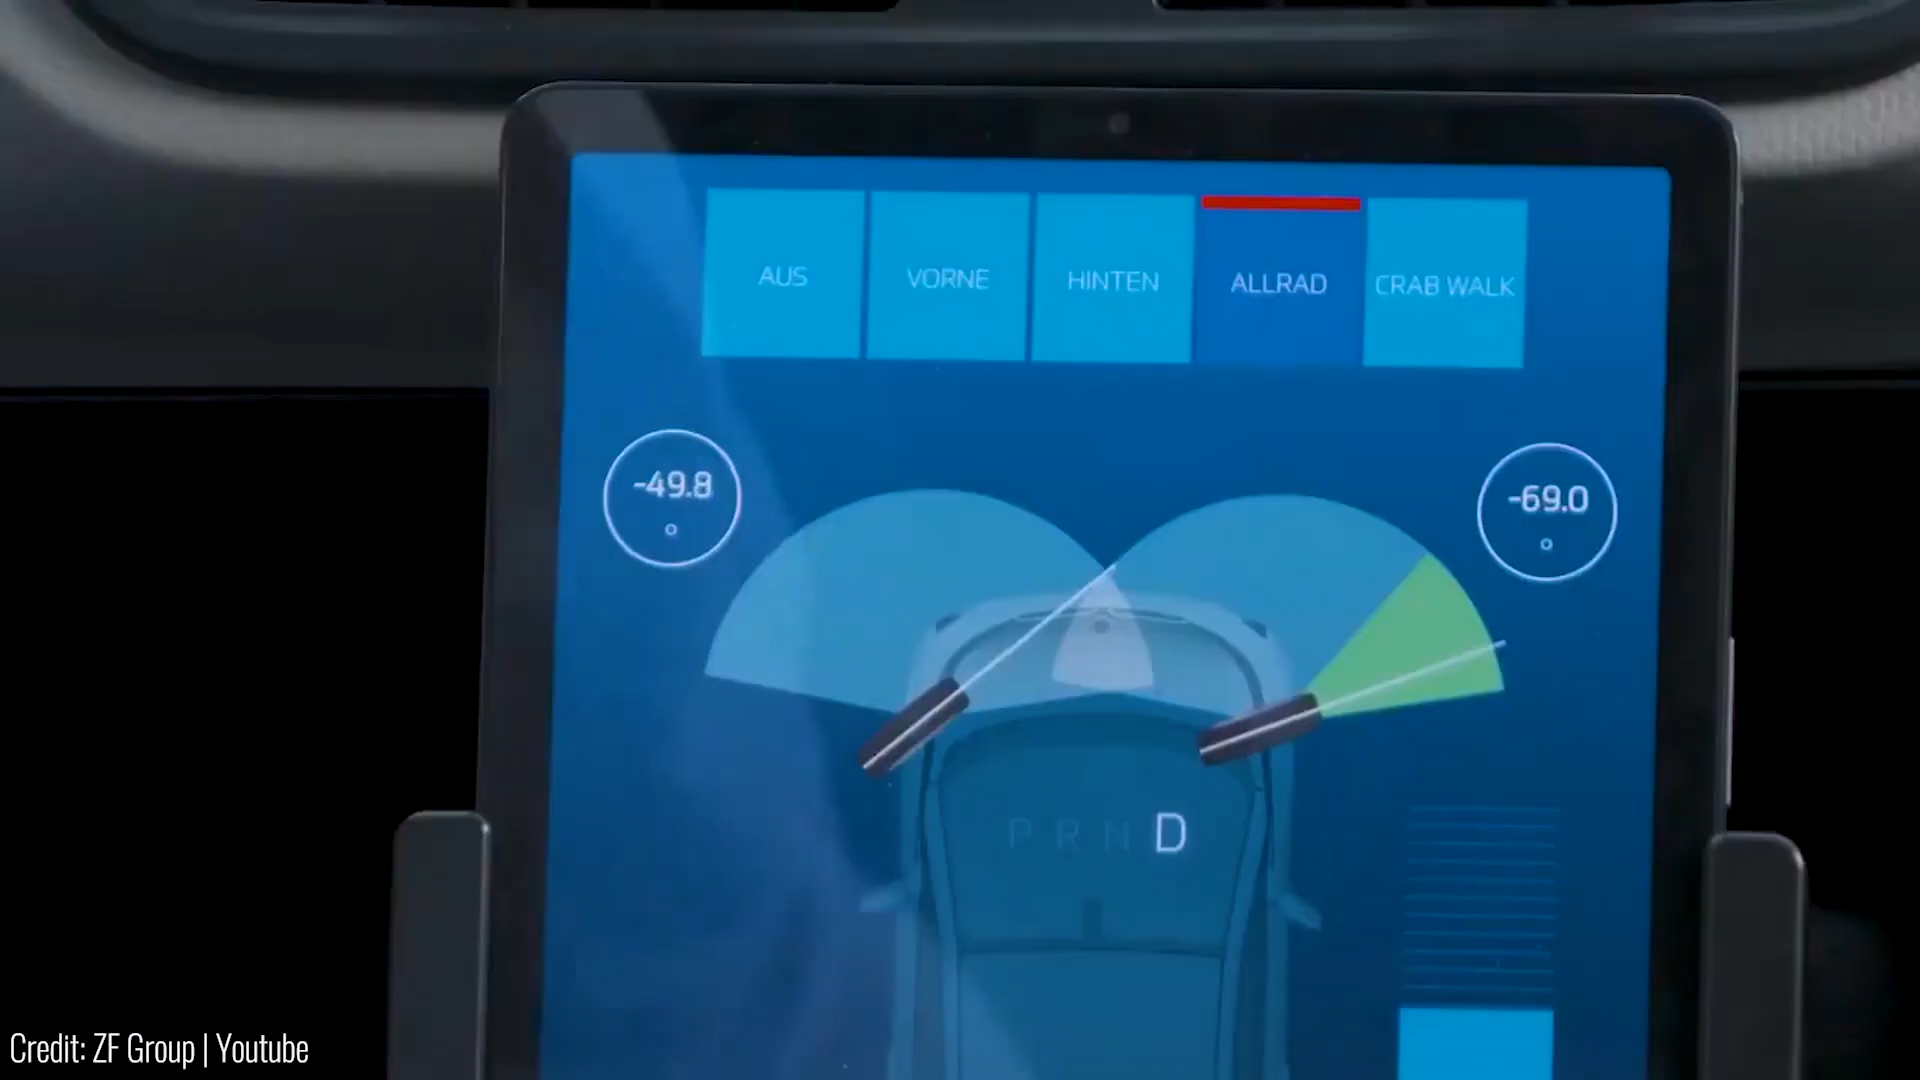 AUS
VORNE
HINTEN
ALLRAD
CRAB WALK
-49.8
°
-69.0
°
P R N D
Credit: ZF Group | Youtube